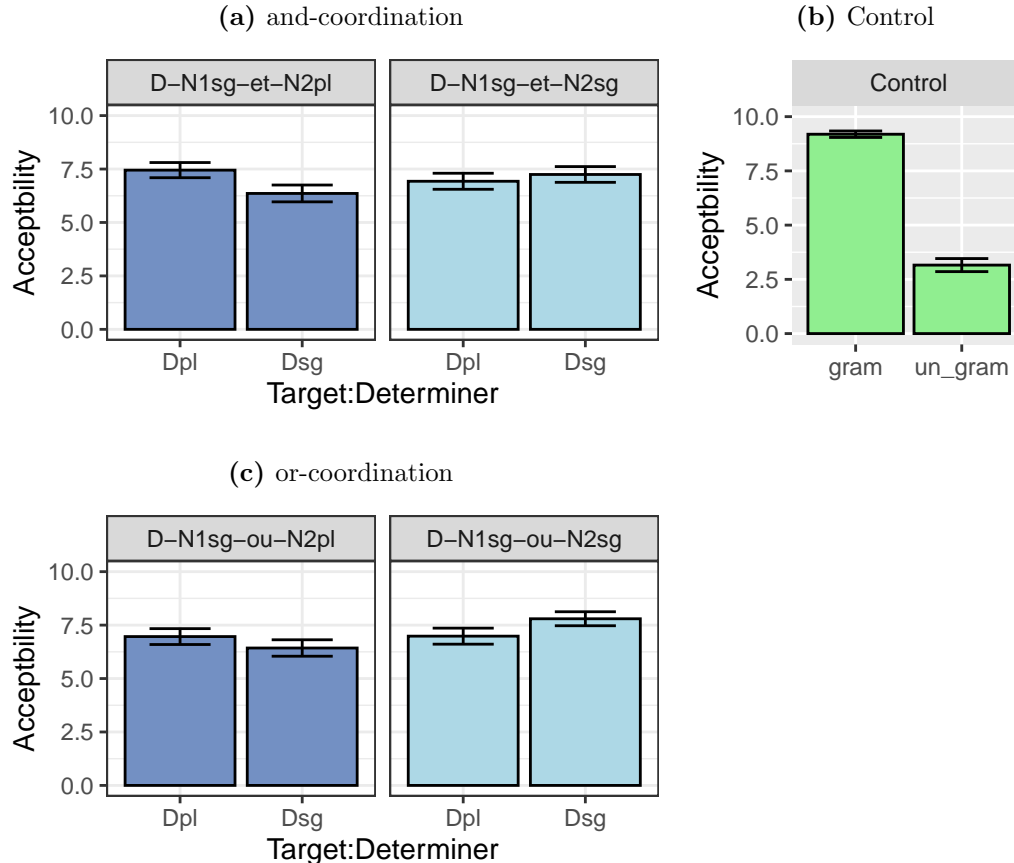 (a) and-coordination
D−N1sg−et−N2pl
D−N1sg−et−N2sg
10.0
7.5
5.0
2.5
0.0
Acceptbility
Dpl
Dsg
Dpl
Dsg
Target:Determiner
(b) Control
Control
10.0
7.5
5.0
2.5
0.0
Acceptbility
gram
un_gram
(c) or-coordination
D−N1sg−ou−N2pl
D−N1sg−ou−N2sg
10.0
7.5
5.0
2.5
0.0
Acceptbility
Dpl
Dsg
Dpl
Dsg
Target:Determiner